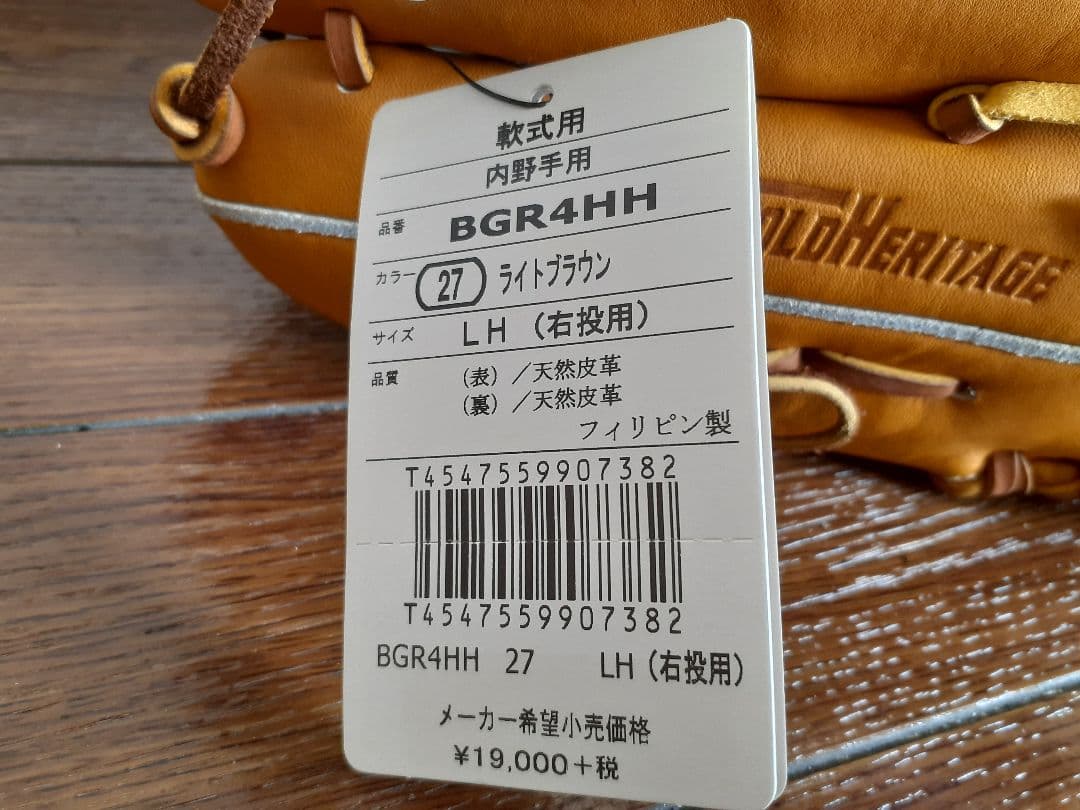 軟式用
内野手用
品番 BGR4HH
カラー 27 ライトブラウン
サイズ LH (右投用)
品質 (表)/天然皮革
(裏)/天然皮革
フィリピン製
T4547559907382
T4547559907382
BGR4HH 27 LH (右投用)
メーカー希望小売価格
¥19,000+税
OLDHERITAGE